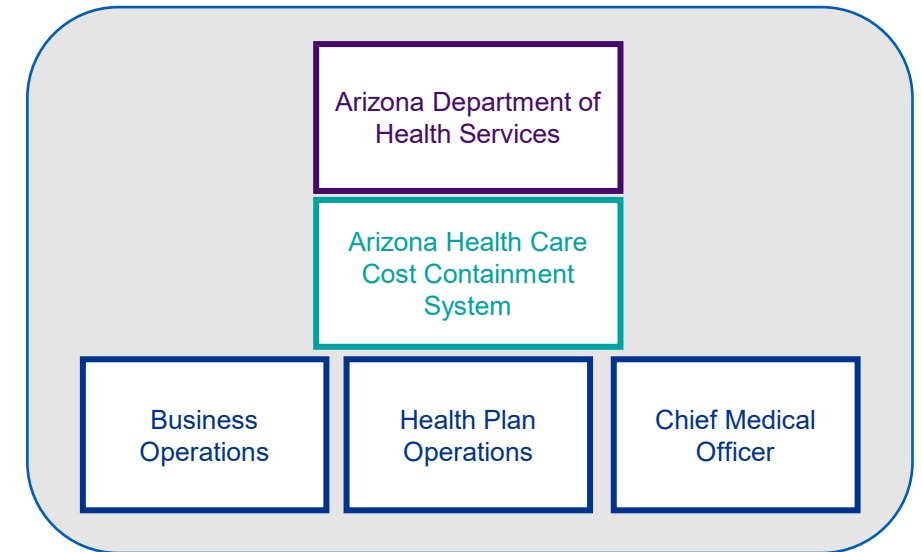 Arizona Department of
Health Services
Arizona Health Care
Cost Containment
System
Business
Operations
Health Plan
Operations
Chief Medical
Officer